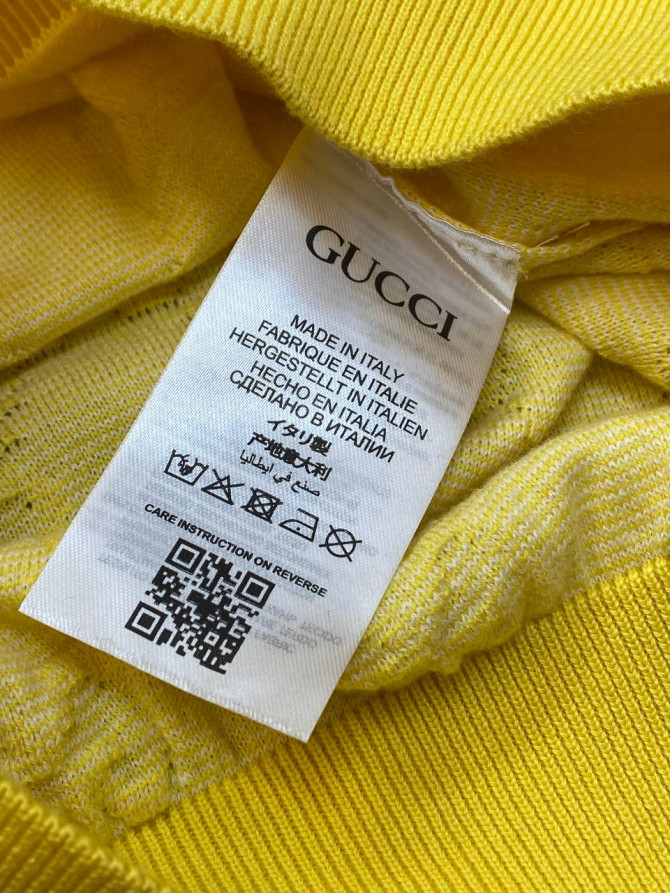 GUCCI
MADE IN ITALY
FABRIQUE EN ITALIE
HERGESTELLT IN ITALIEN
HECHO EN ITALIA
СДЕЛАНО В ИТАЛИИ
イタリ製
产地意大利
صنع في ايطاليا
CARE INSTRUCTION ON REVERSE